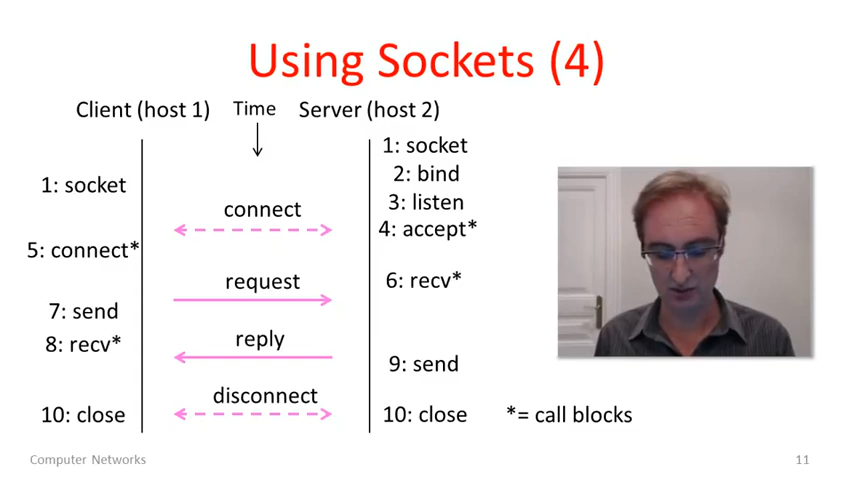 Using Sockets (4)
Client (host 1) Time Server (host 2)
1: socket
2: bind
1: socket
3: listen
connect
4: accept*
5: connect*
request
6: recv*
7: send
reply
8: recv*
9: send
disconnect
10: close
10: close
*= call blocks
Computer Networks
11